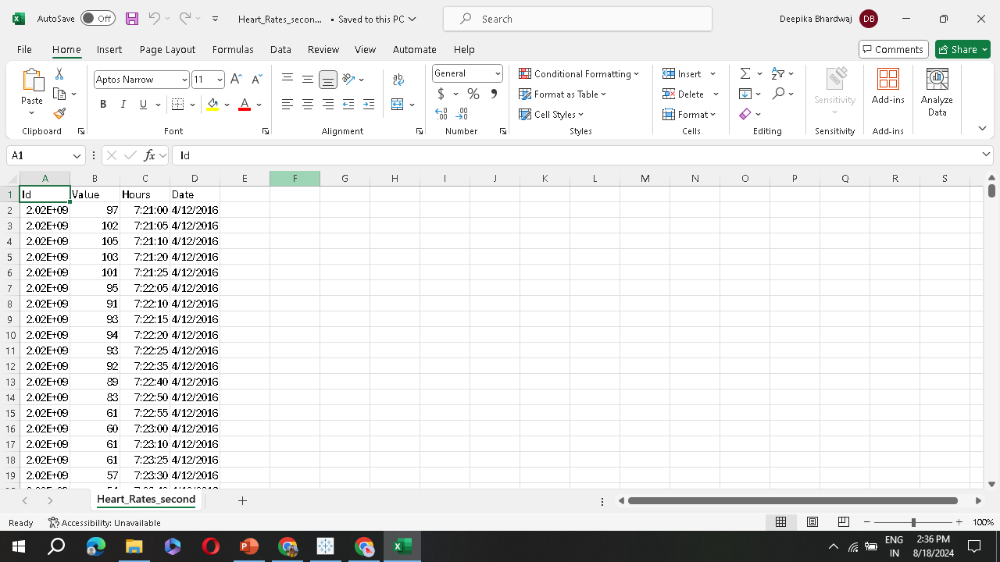 AutoSave Off Heart_Rates_secon... • Saved to this PC Search Deepika Bhardwaj DB
File Home Insert Page Layout Formulas Data Review View Automate Help Comments Share
Paste Aptos Narrow 11 General Conditional Formatting Insert Sensitivity Add-ins Analyze Data
B I U $ % Format as Table Delete
Cell Styles Format
Clipboard Font Alignment Number Styles Cells Editing Sensitivity Add-ins
A1 fx Id
A B C D E F G H I J K L M N O P Q R S
1 Id Value Hours Date
2 2.02E+09 97 7:21:00 4/12/2016
3 2.02E+09 102 7:21:05 4/12/2016
4 2.02E+09 105 7:21:10 4/12/2016
5 2.02E+09 103 7:21:20 4/12/2016
6 2.02E+09 101 7:21:25 4/12/2016
7 2.02E+09 95 7:22:05 4/12/2016
8 2.02E+09 91 7:22:10 4/12/2016
9 2.02E+09 93 7:22:15 4/12/2016
10 2.02E+09 94 7:22:20 4/12/2016
11 2.02E+09 93 7:22:25 4/12/2016
12 2.02E+09 92 7:22:35 4/12/2016
13 2.02E+09 89 7:22:40 4/12/2016
14 2.02E+09 83 7:22:50 4/12/2016
15 2.02E+09 61 7:22:55 4/12/2016
16 2.02E+09 60 7:23:00 4/12/2016
17 2.02E+09 61 7:23:10 4/12/2016
18 2.02E+09 61 7:23:25 4/12/2016
19 2.02E+09 57 7:23:30 4/12/2016
Heart_Rates_second
Ready Accessibility: Unavailable 100%
ENG 2:36 PM
IN 8/18/2024